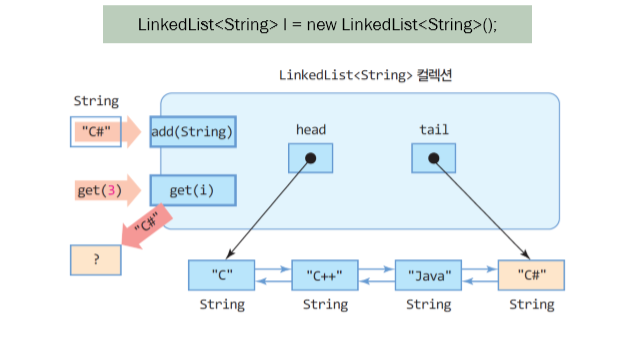 LinkedList<String> l = new LinkedList<String>();
LinkedList<String> 컬렉션
String
"C#"
add(String)
head
tail
get(3)
get(i)
"C#"
?
"C"
"C++"
"Java"
"C#"
String
String
String
String